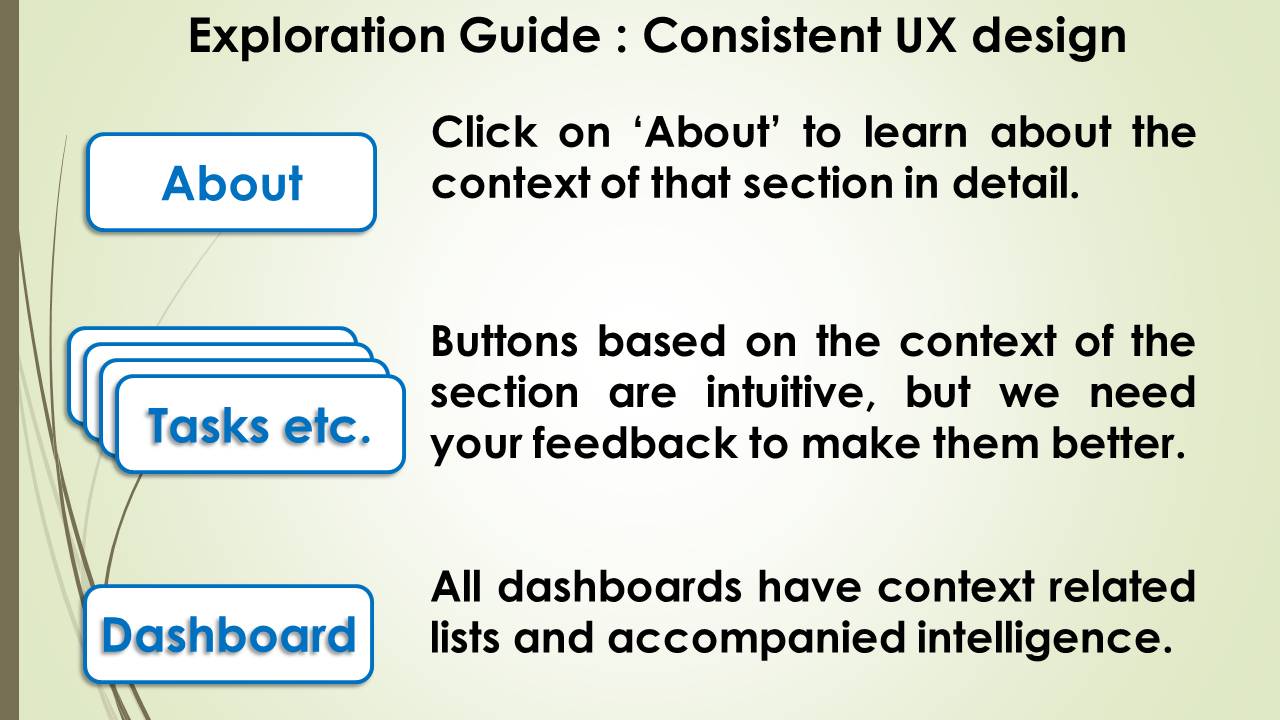 Exploration Guide : Consistent UX design
About
Click on ‘About’ to learn about the
context of that section in detail.
Tasks etc.
Buttons based on the context of the
section are intuitive, but we need
your feedback to make them better.
Dashboard
All dashboards have context related
lists and accompanied intelligence.